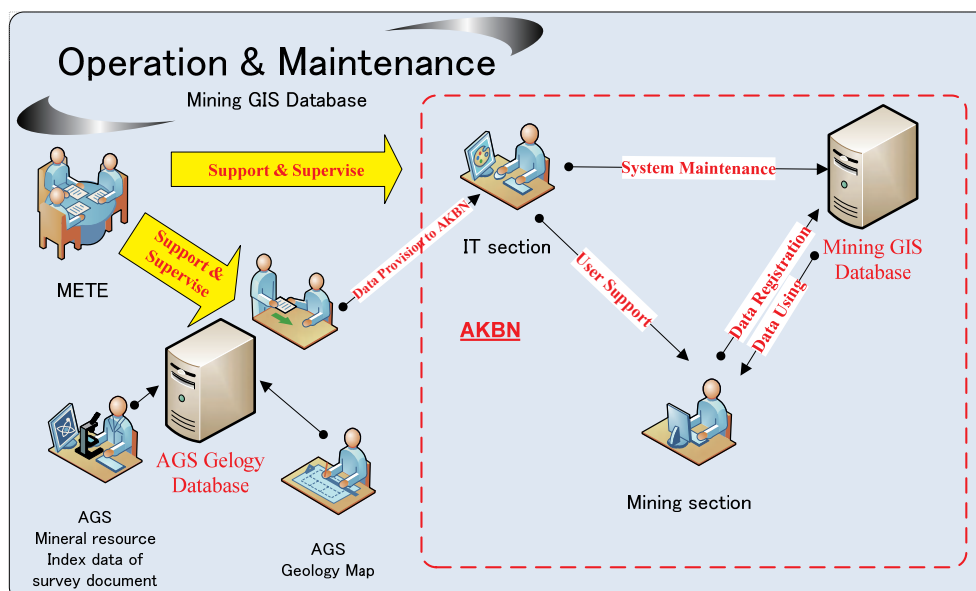 Operation & Maintenance
Mining GIS Database
Support & Supervise
METE
Support &
Supervise
Data Provision to AKBN
IT section
System Maintenance
Mining GIS
Database
User Support
Data Registration
Data Using
AKBN
Mining section
AGS Gelogy
Database
AGS
Mineral resource
Index data of
survey document
AGS
Geology Map